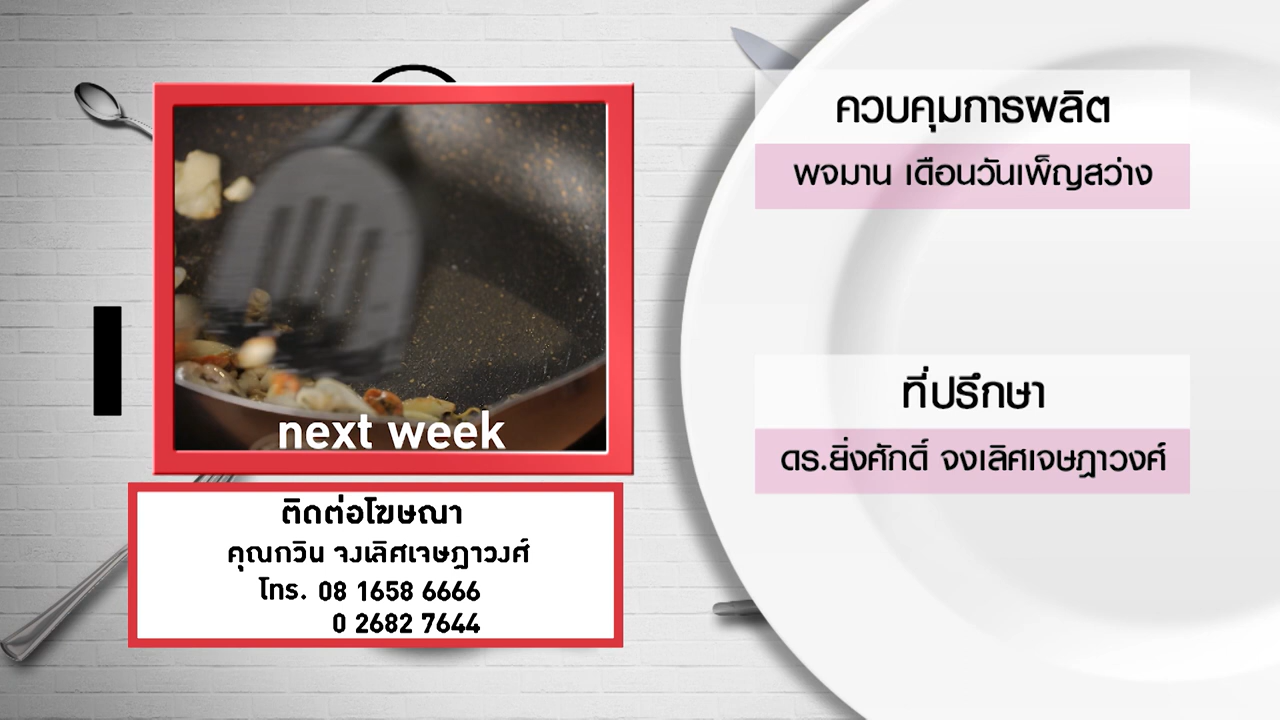 next week
ติดต่อโฆษณา
คุณกวิน จงเลิศเจษฎาวงศ์
โทร. 08 1658 6666
0 2682 7644
ควบคุมการผลิต
พจมาน เดือนวันเพ็ญสว่าง
ที่ปรึกษา
ดร.ยิ่งศักดิ์ จงเลิศเจษฎาวงศ์